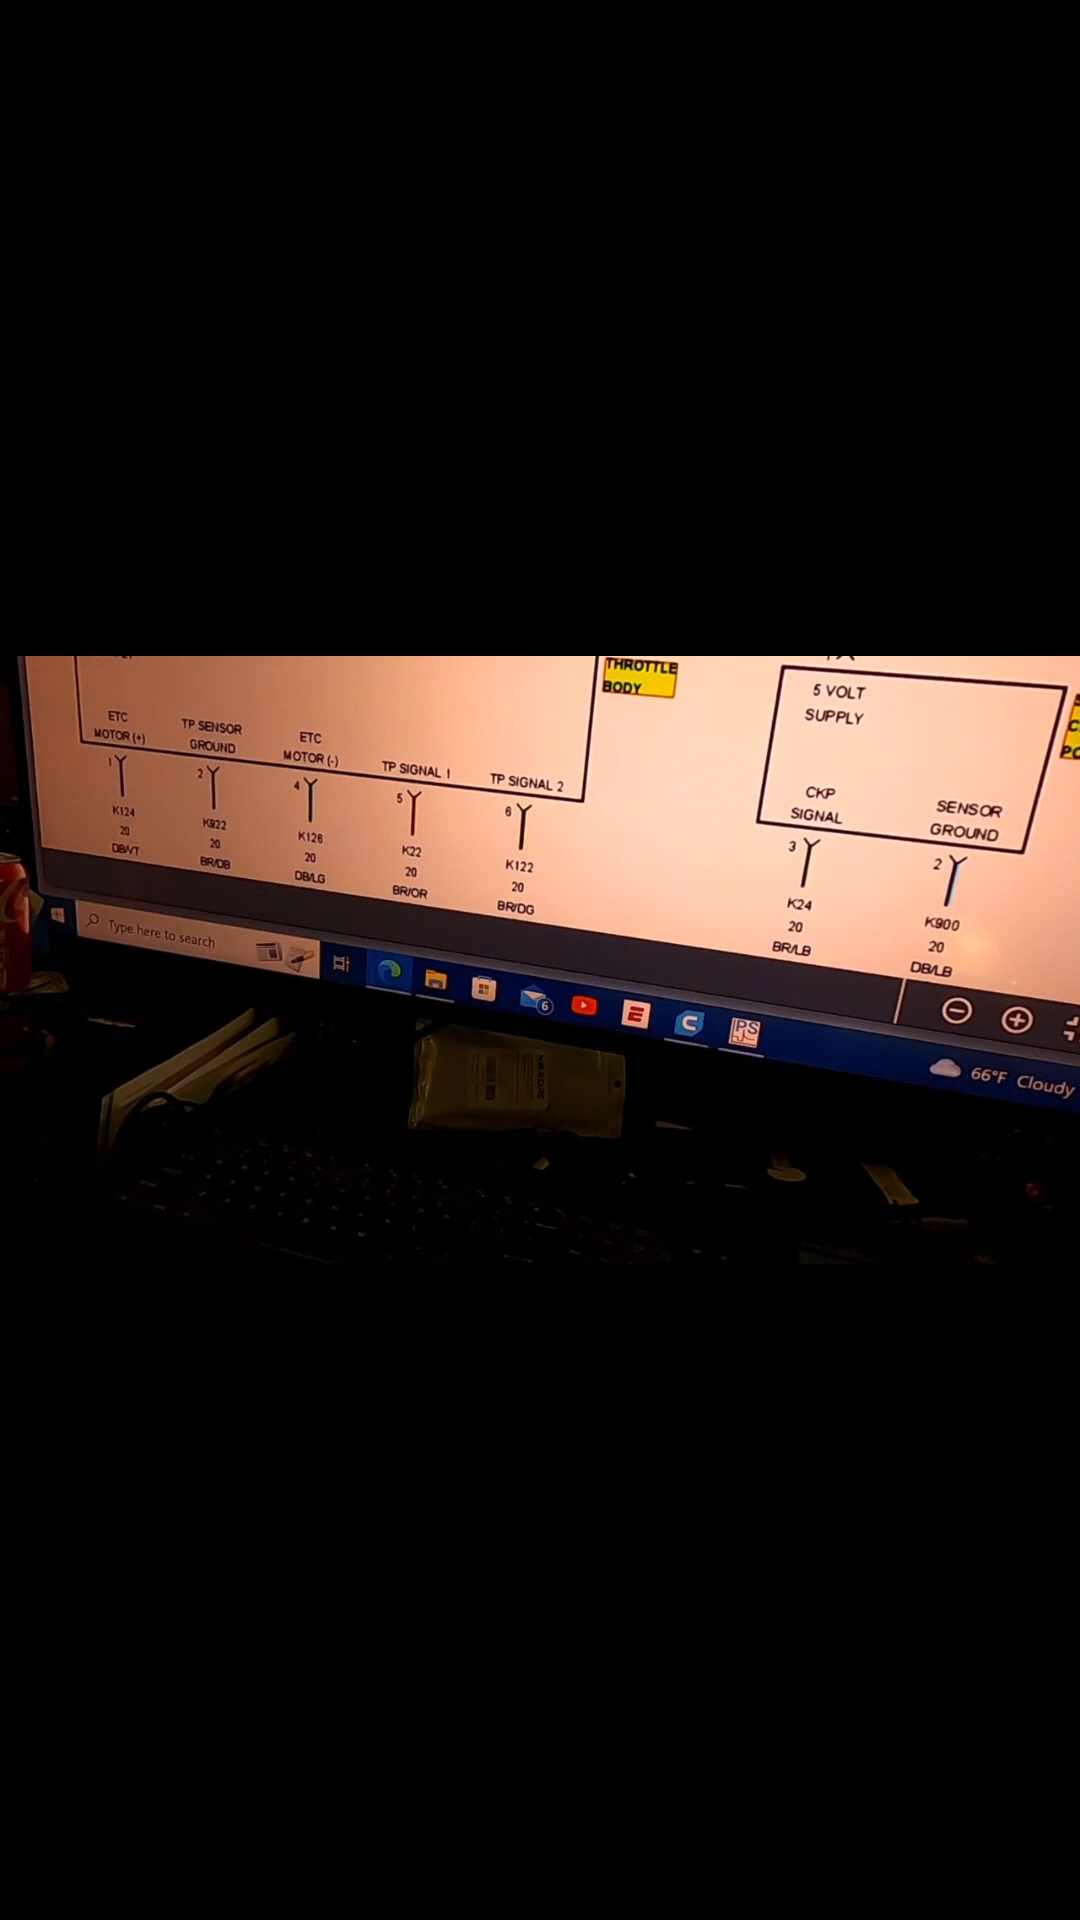 THROTTLE
BODY
ETC
MOTOR (+)
TP SENSOR
GROUND
ETC
MOTOR (-)
TP SIGNAL 1
TP SIGNAL 2
1
2
4
5
6
K124
20
DB/VT
K922
20
BR/DB
K126
20
DB/LG
K22
20
BR/OR
K122
20
BR/DG
5 VOLT
SUPPLY
CKP
SIGNAL
SENSOR
GROUND
3
2
K24
20
BR/LB
K900
20
DB/LB
Type here to search
6
E
C
PS
66°F Cloudy